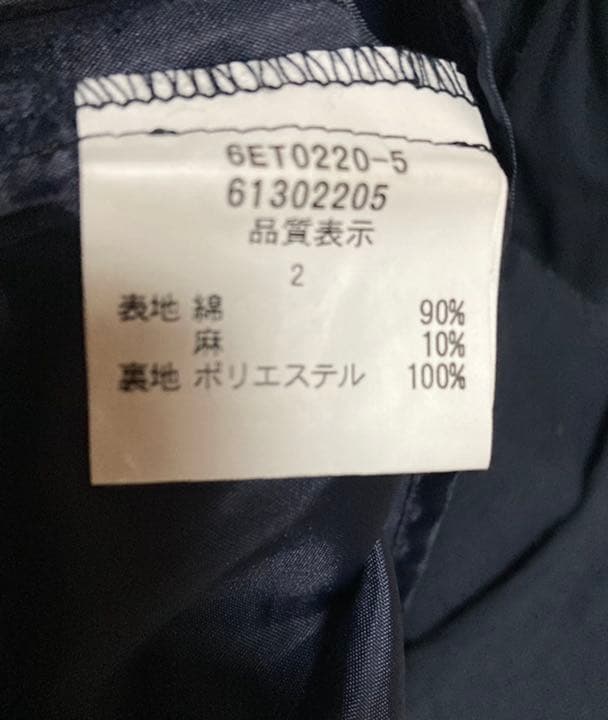 6ET0220-5
61302205
品質表示
2
表地 綿 90%
麻 10%
裏地 ポリエステル 100%